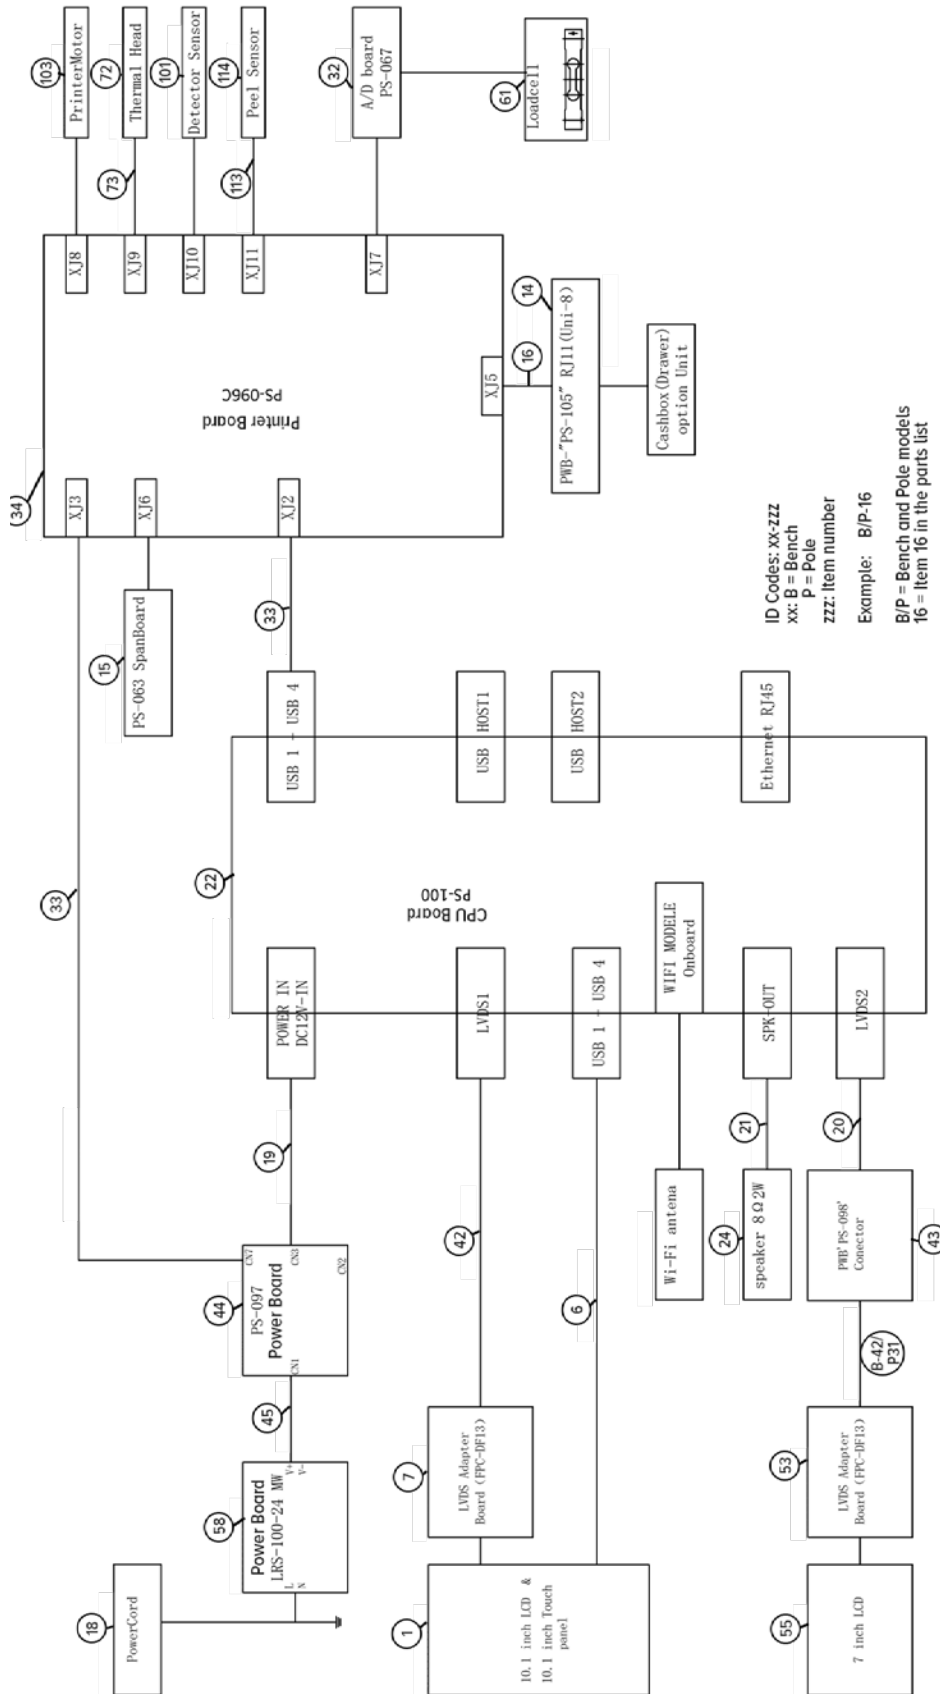 18
PowerCord
58
Power Board
LRS-100-24 MW
L
N
V+
V-
45
44
PS-097
Power Board
CN1
CN7
CN3
CN2
33
19
1
10.1 inch LCD &
10.1 inch Touch
panel
7
LVDS Adapter
Board (FPC-DF13)
42
6
55
7 inch LCD
53
LVDS Adapter
Board (FPC-DF13)
B-42/
P31
43
PWB'PS-098'
Conector
20
24
speaker 8Ω2W
21
Wi-Fi antena
22
CPU Board
PS-100
POWER IN
DC12V-IN
LVDS1
USB 1 - USB 4
WIFI MODELE
Onboard
SPK-OUT
LVDS2
USB 1 - USB 4
USB HOST1
USB HOST2
Ethernet RJ45
33
15
PS-063 SpanBoard
34
Printer Board
PS-096C
XJ3
XJ6
XJ2
XJ5
XJ8
XJ9
XJ10
XJ11
XJ7
103
PrinterMotor
72
Thermal Head
73
101
Detector Sensor
114
Peel Sensor
113
32
A/D board
PS-067
61
Loadcell
16
14
PWB-"PS-105" RJ11(Uni-8)
Cashbox(Drawer)
option Unit
ID Codes: xx-zzz
xx: B = Bench
P = Pole
zzz: Item number
Example: B/P-16
B/P = Bench and Pole models
16 = Item 16 in the parts list